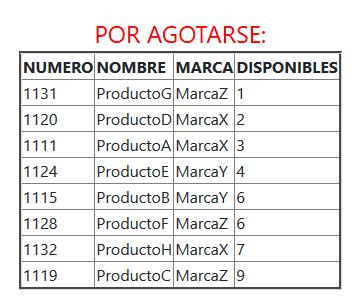 POR AGOTARSE:
NUMERO NOMBRE MARCA DISPONIBLES
1131 ProductoG MarcaZ 1
1120 ProductoD MarcaX 2
1111 ProductoA MarcaX 3
1124 ProductoE MarcaY 4
1115 ProductoB MarcaY 6
1128 ProductoF MarcaZ 6
1132 ProductoH MarcaX 7
1119 ProductoC MarcaZ 9